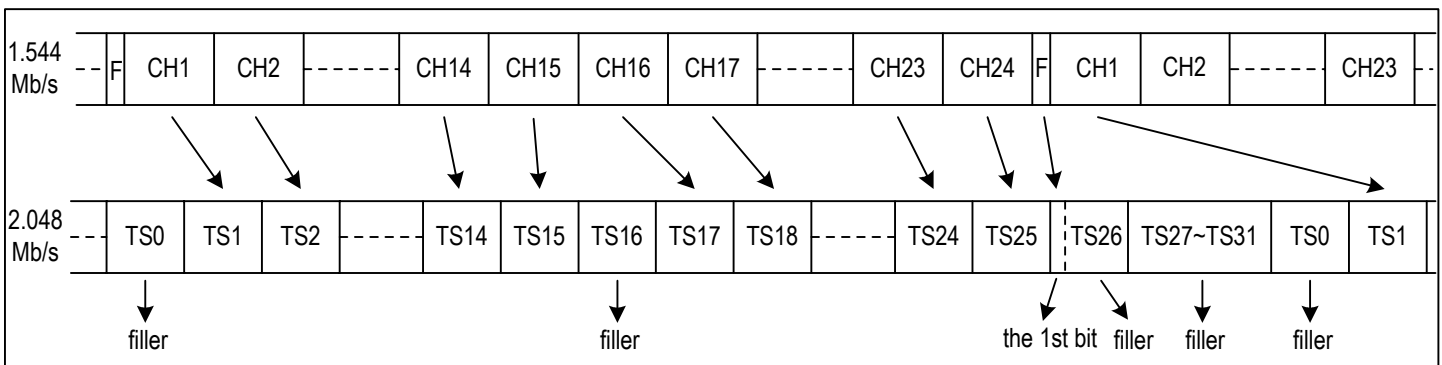 1.544
Mb/s
F CH1 CH2 CH14 CH15 CH16 CH17 CH23 CH24 F CH1 CH2 CH23
2.048
Mb/s
TS0 TS1 TS2 TS14 TS15 TS16 TS17 TS18 TS24 TS25 TS26 TS27~TS31 TS0 TS1
filler filler the 1st bit filler filler filler